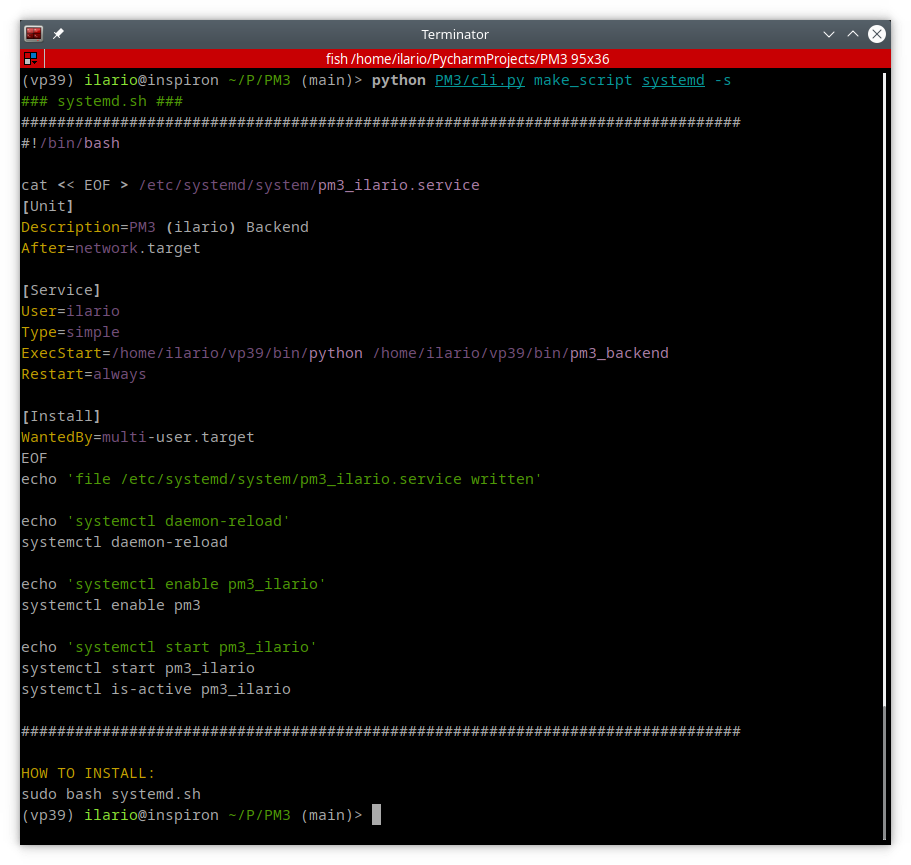 Terminator
fish /home/ilario/PycharmProjects/PM3 95x36
(vp39) ilario@inspiron ~/P/PM3 (main)> python PM3/cli.py make_script systemd -s
### systemd.sh ###
################################################################################
#!/bin/bash

cat << EOF > /etc/systemd/system/pm3_ilario.service
[Unit]
Description=PM3 (ilario) Backend
After=network.target

[Service]
User=ilario
Type=simple
ExecStart=/home/ilario/vp39/bin/python /home/ilario/vp39/bin/pm3_backend
Restart=always

[Install]
WantedBy=multi-user.target
EOF
echo 'file /etc/systemd/system/pm3_ilario.service written'

echo 'systemctl daemon-reload'
systemctl daemon-reload

echo 'systemctl enable pm3_ilario'
systemctl enable pm3

echo 'systemctl start pm3_ilario'
systemctl start pm3_ilario
systemctl is-active pm3_ilario

################################################################################

HOW TO INSTALL:
sudo bash systemd.sh
(vp39) ilario@inspiron ~/P/PM3 (main)>